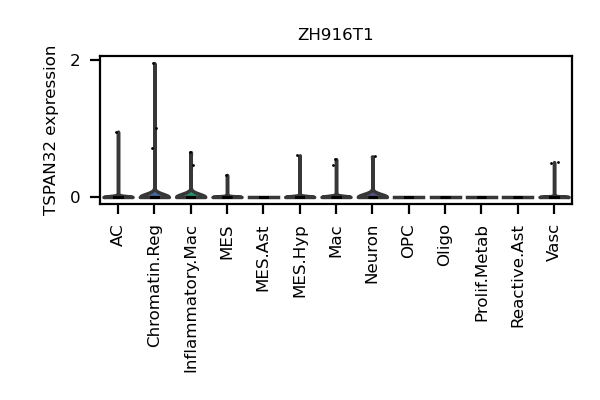 ZH916T1
TSPAN32 expression
2
0
AC
Chromatin.Reg
Inflammatory.Mac
MES
MES.Ast
MES.Hyp
Mac
Neuron
OPC
Oligo
Prolif.Metab
Reactive.Ast
Vasc